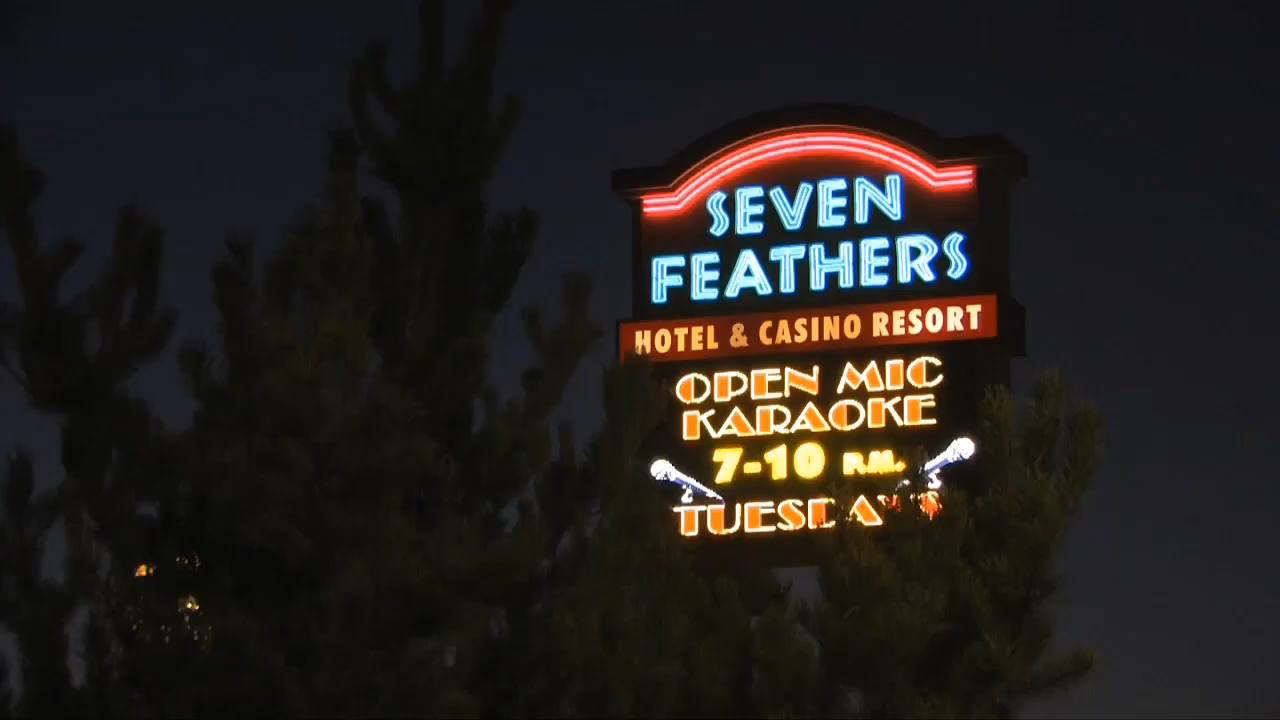 SEVEN
FEATHERS
HOTEL & CASINO RESORT
OPEN MIC
KARAOKE
7-10 P.M.
TUESDAYS